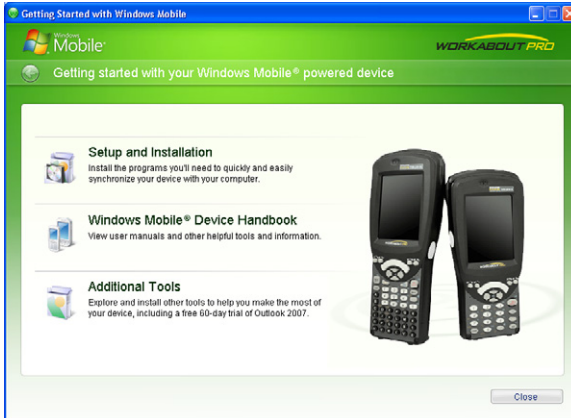 Getting Started with Windows Mobile
Windows
Mobile®
WORKABOUT PRO
Getting started with your Windows Mobile® powered device
Setup and Installation
Install the programs you'll need to quickly and easily
synchronize your device with your computer.
Windows Mobile® Device Handbook
View user manuals and other helpful tools and information.
Additional Tools
Explore and install other tools to help you make the most of
your device, including a free 60-day trial of Outlook 2007.
Close